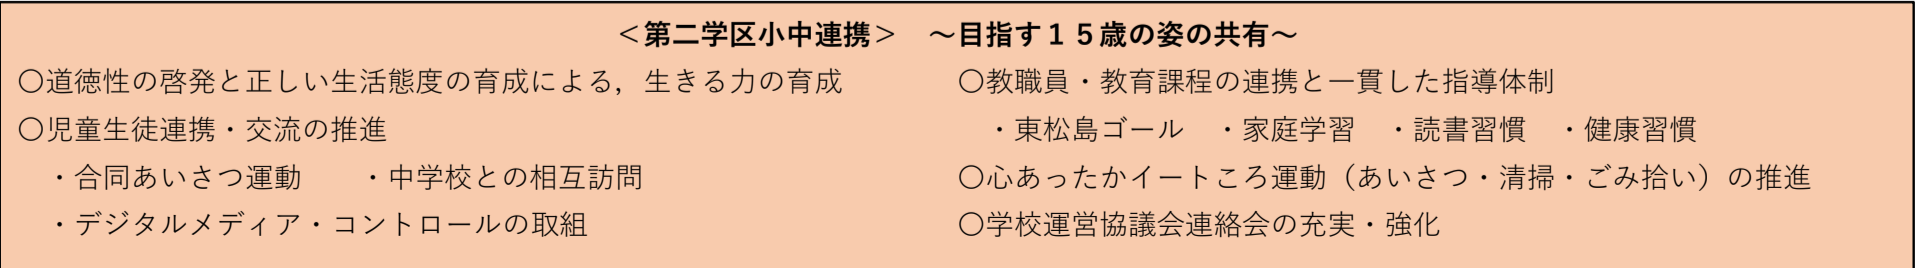 ＜第二学区小中連携＞　～目指す１５歳の姿の共有～
〇道徳性の啓発と正しい生活態度の育成による，生きる力の育成
〇児童生徒連携・交流の推進
・合同あいさつ運動　　・中学校との相互訪問
・デジタルメディア・コントロールの取組
〇教職員・教育課程の連携と一貫した指導体制
・東松島ゴール　・家庭学習　・読書習慣　・健康習慣
〇心あったかイートころ運動（あいさつ・清掃・ごみ拾い）の推進
〇学校運営協議会連絡会の充実・強化